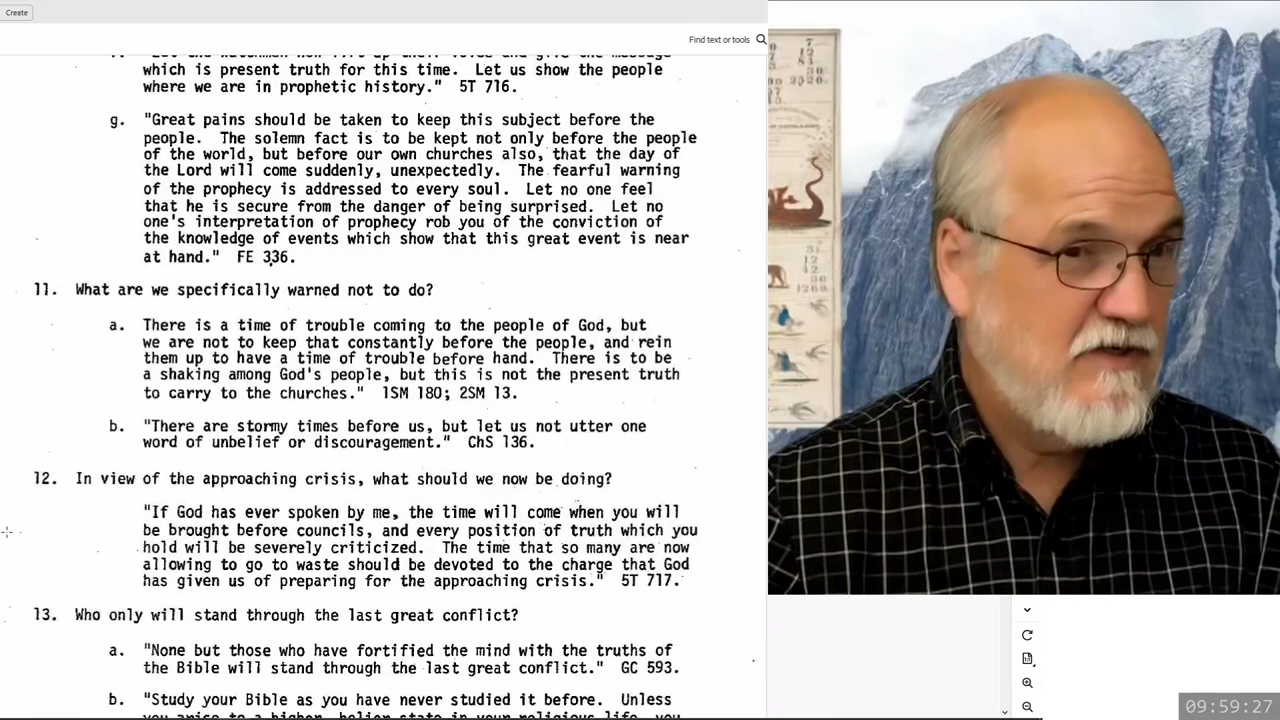 Create
Find text or tools
which is present truth for this time. Let us show the people
where we are in prophetic history." 5T 716.
g. "Great pains should be taken to keep this subject before the
people. The solemn fact is to be kept not only before the people
of the world, but before our own churches also, that the day of
the Lord will come suddenly, unexpectedly. The fearful warning
of the prophecy is addressed to every soul. Let no one feel
that he is secure from the danger of being surprised. Let no
one's interpretation of prophecy rob you of the conviction of
the knowledge of events which show that this great event is near
at hand." FE 336.
11. What are we specifically warned not to do?
a. There is a time of trouble coming to the people of God, but
we are not to keep that constantly before the people, and rein
them up to have a time of trouble before hand. There is to be
a shaking among God's people, but this is not the present truth
to carry to the churches." 1SM 180; 2SM 13.
b. "There are stormy times before us, but let us not utter one
word of unbelief or discouragement." ChS 136.
12. In view of the approaching crisis, what should we now be doing?
"If God has ever spoken by me, the time will come when you will
be brought before councils, and every position of truth which you
hold will be severely criticized. The time that so many are now
allowing to go to waste should be devoted to the charge that God
has given us of preparing for the approaching crisis." 5T 717.
13. Who only will stand through the last great conflict?
a. "None but those who have fortified the mind with the truths of
the Bible will stand through the last great conflict." GC 593.
b. "Study your Bible as you have never studied it before. Unless
you arise to a higher, holier state in your religious life, you
09:59:27